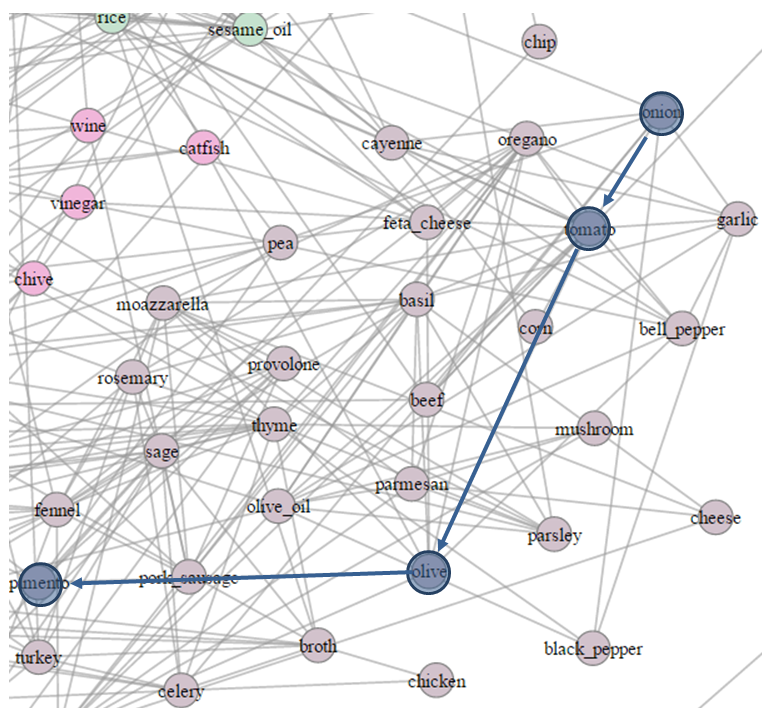 rice
sesame_oil
chip
onion
wine
catfish
cayenne
oregano
vinegar
pea
feta_cheese
tomato
garlic
chive
moazzarella
basil
corn
bell_pepper
rosemary
provolone
beef
thyme
mushroom
sage
parmesan
fennel
olive_oil
parsley
cheese
pimento
pork_sausage
olive
turkey
broth
black_pepper
celery
chicken